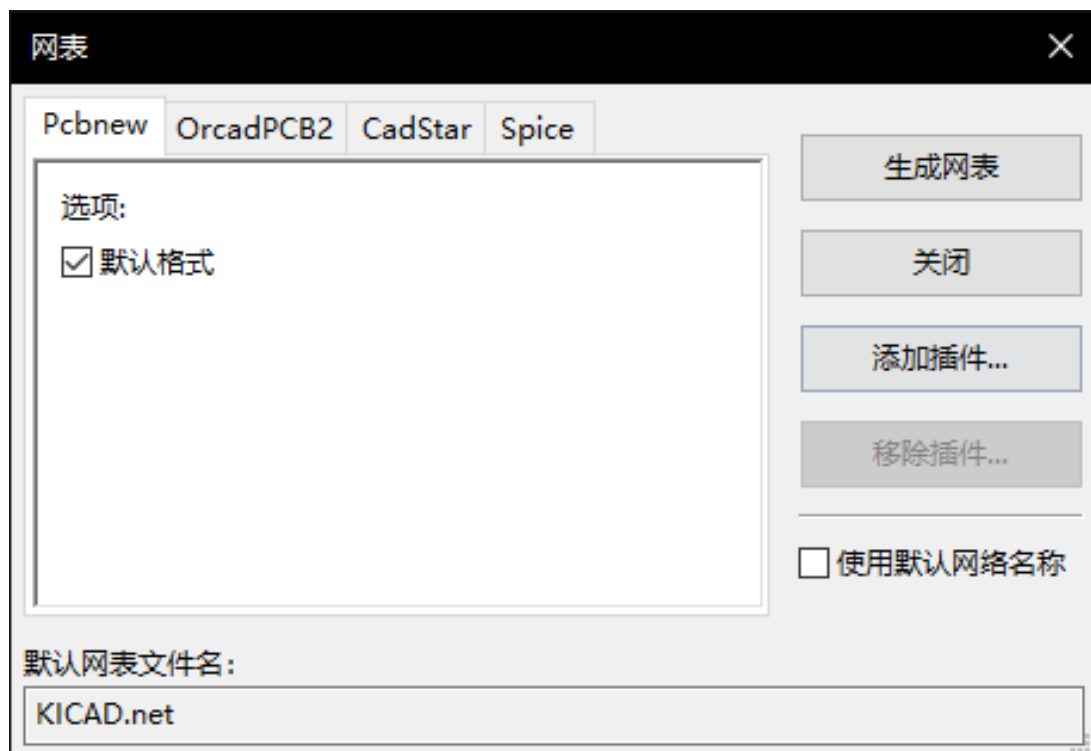 网表
Pcbnew OrcadPCB2 CadStar Spice
选项:
默认格式
生成网表
关闭
添加插件...
移除插件...
使用默认网络名称
默认网表文件名:
KICAD.net